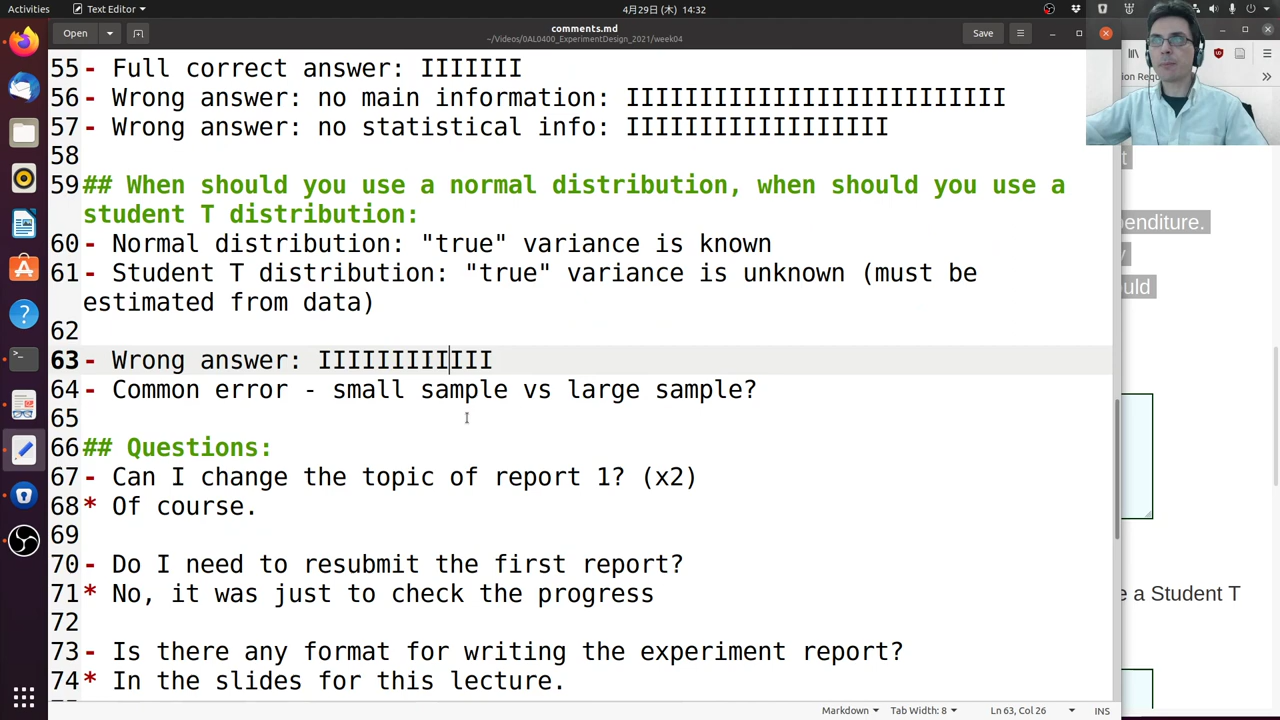 Activities Text Editor 4月29日 (木) 14:32
Open comments.md Save
~/Videos/0AL0400_ExperimentDesign_2021/week04
55 - Full correct answer: IIIIIII
56 - Wrong answer: no main information: IIIIIIIIIIIIIIIIIIIIIIIIII
57 - Wrong answer: no statistical info: IIIIIIIIIIIIIIIIII
58
59 ## When should you use a normal distribution, when should you use a
student T distribution:
60 - Normal distribution: "true" variance is known
61 - Student T distribution: "true" variance is unknown (must be
estimated from data)
62
63 - Wrong answer: IIIIIIIIIIII
64 - Common error - small sample vs large sample?
65
66 ## Questions:
67 - Can I change the topic of report 1? (x2)
68 * Of course.
69
70 - Do I need to resubmit the first report?
71 * No, it was just to check the progress
72
73 - Is there any format for writing the experiment report?
74 * In the slides for this lecture.
Markdown Tab Width: 8 Ln 63, Col 26 INS
penditure.
e a Student T